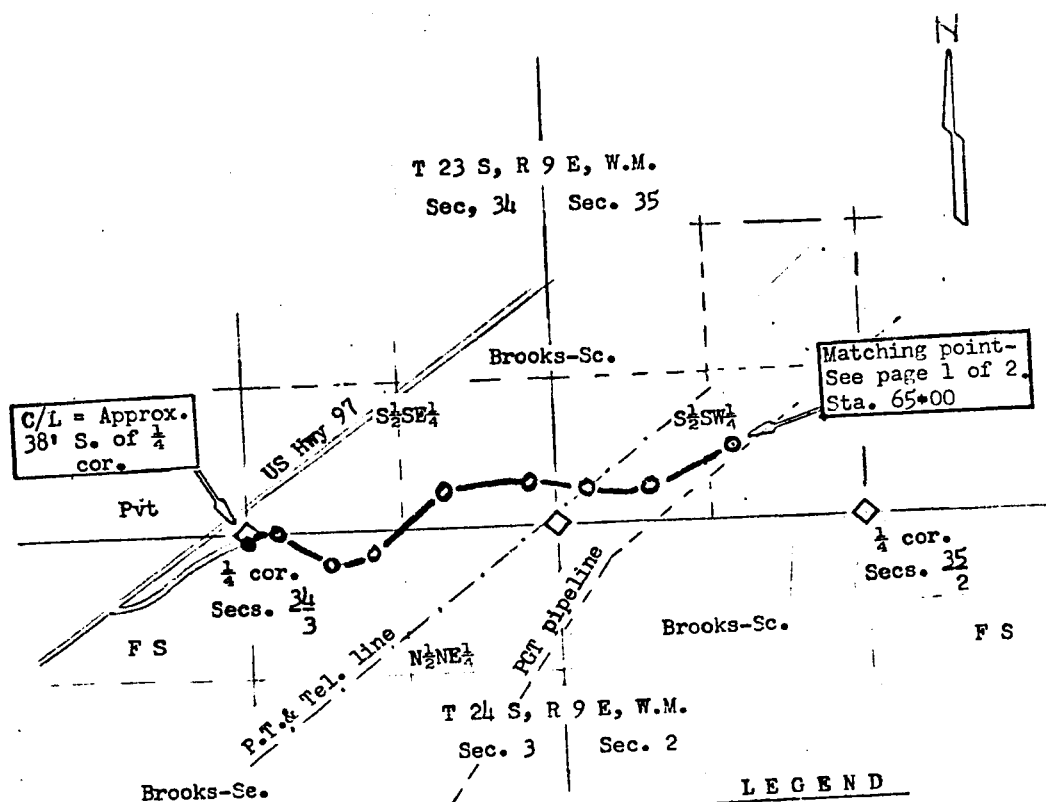 N
T 23 S, R 9 E, W.M.
Sec, 34 Sec. 35
Brooks-Sc.
Matching point-
See page 1 of 2.
Sta. 65+00
C/L = Approx.
38' S. of 1/4
cor.
US Hwy 97
S½SE¼
S½SW¼
Pvt
¼ cor.
Secs. 34/3
¼ cor.
Secs. 35/2
F S
P.T.& Tel. line
N½NE¼
PGT pipeline
Brooks-Sc.
F S
T 24 S, R 9 E, W.M.
Sec. 3 Sec. 2
Brooks-Se.
L E G E N D